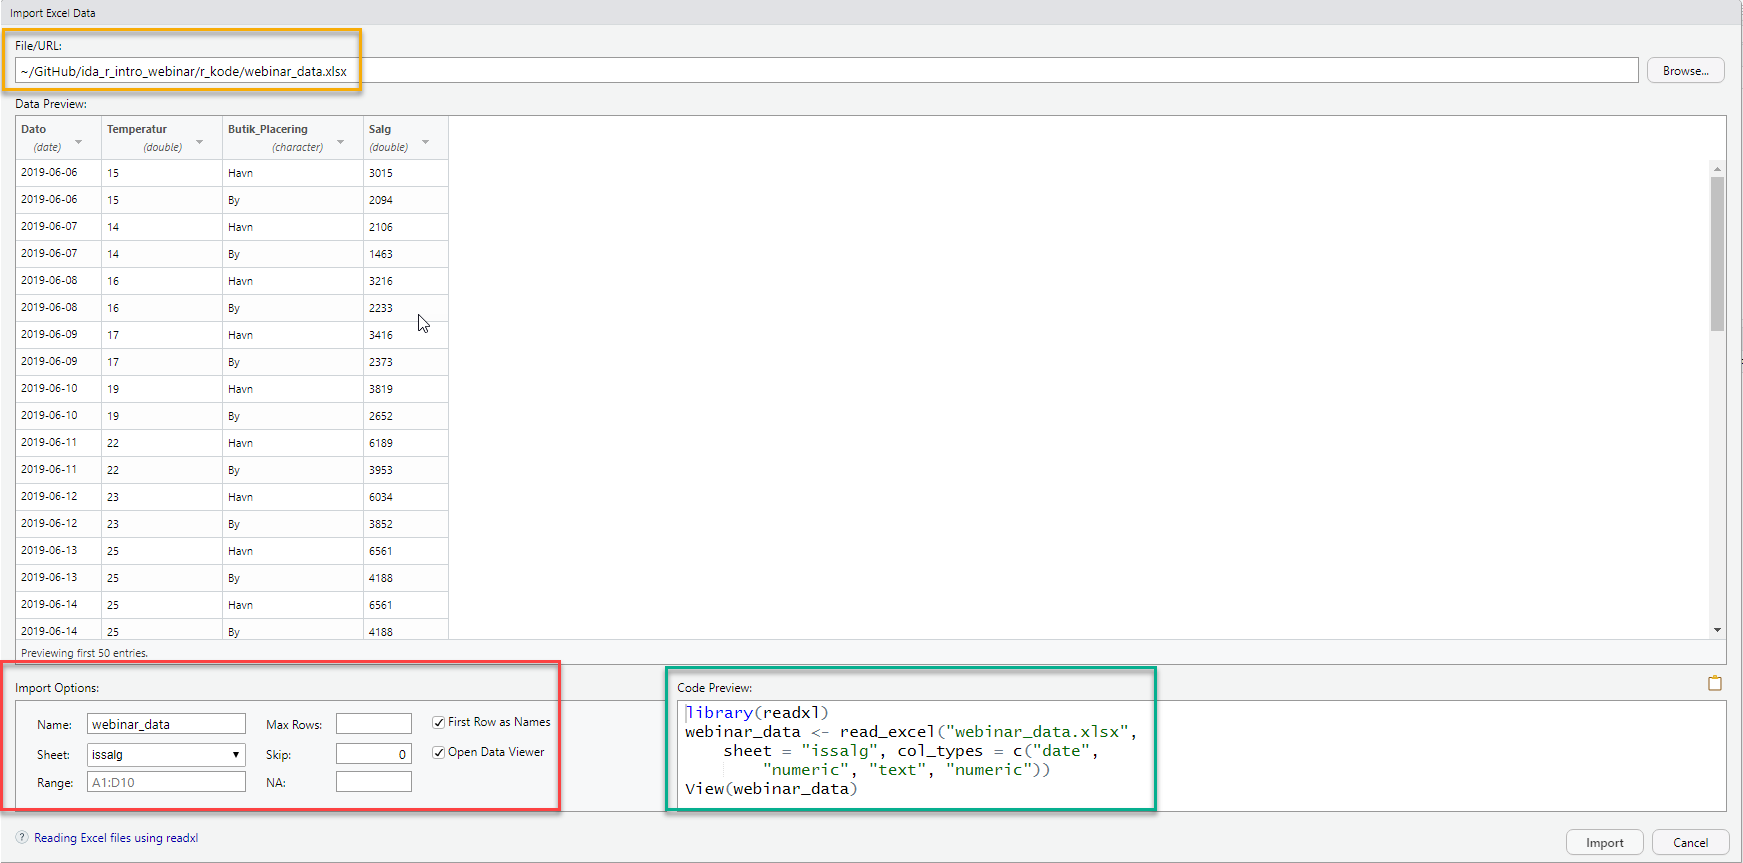 Import Excel Data
File/URL:
~/GitHub/ida_r_intro_webinar/r_kode/webinar_data.xlsx
Browse...
Data Preview:
Dato Temperatur Butik_Placering Salg
(date) (double) (character) (double)
2019-06-06 15 Havn 3015
2019-06-06 15 By 2094
2019-06-07 14 Havn 2106
2019-06-07 14 By 1463
2019-06-08 16 Havn 3216
2019-06-08 16 By 2233
2019-06-09 17 Havn 3416
2019-06-09 17 By 2373
2019-06-10 19 Havn 3819
2019-06-10 19 By 2652
2019-06-11 22 Havn 6189
2019-06-11 22 By 3953
2019-06-12 23 Havn 6034
2019-06-12 23 By 3852
2019-06-13 25 Havn 6561
2019-06-13 25 By 4188
2019-06-14 25 Havn 6561
2019-06-14 25 By 4188
Previewing first 50 entries.
Import Options:
Name: webinar_data Max Rows: First Row as Names
Sheet: issalg Skip: 0 Open Data Viewer
Range: A1:D10 NA:
Code Preview:
library(readxl)
webinar_data <- read_excel("webinar_data.xlsx",
sheet = "issalg", col_types = c("date",
"numeric", "text", "numeric"))
View(webinar_data)
? Reading Excel files using readxl
Import Cancel